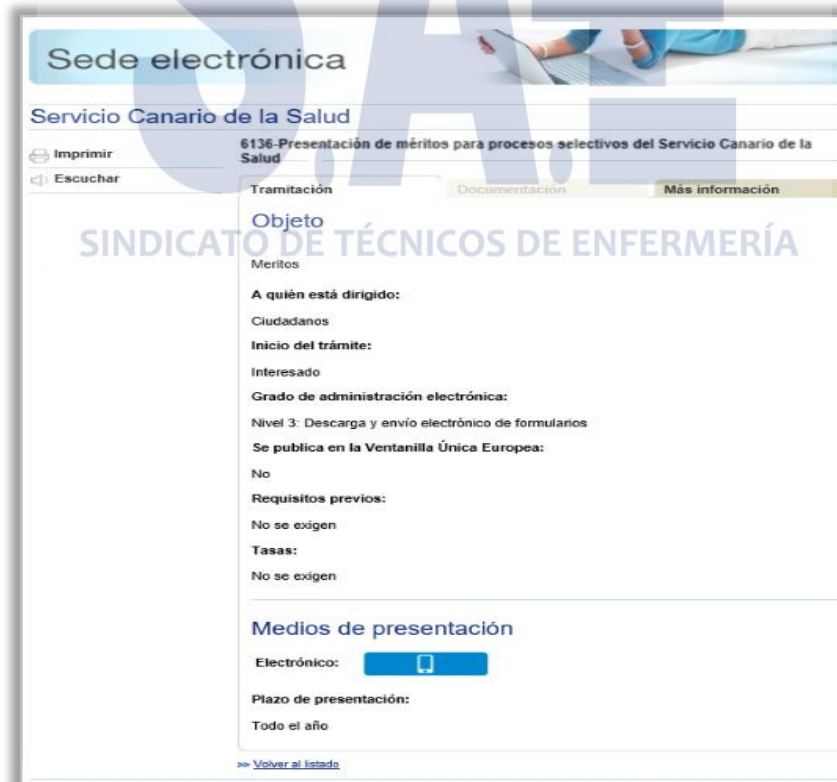 S.A.E
Sede electrónica
Servicio Canario de la Salud
Imprimir
Escuchar
6136-Presentación de méritos para procesos selectivos del Servicio Canario de la
Salud
Tramitación
Documentación
Más información
Objeto
SINDICATO DE TÉCNICOS DE ENFERMERÍA
Meritos
A quién está dirigido:
Ciudadanos
Inicio del trámite:
Interesado
Grado de administración electrónica:
Nivel 3: Descarga y envío electrónico de formularios
Se publica en la Ventanilla Única Europea:
No
Requisitos previos:
No se exigen
Tasas:
No se exigen
Medios de presentación
Electrónico:
Plazo de presentación:
Todo el año
>> Volver al listado